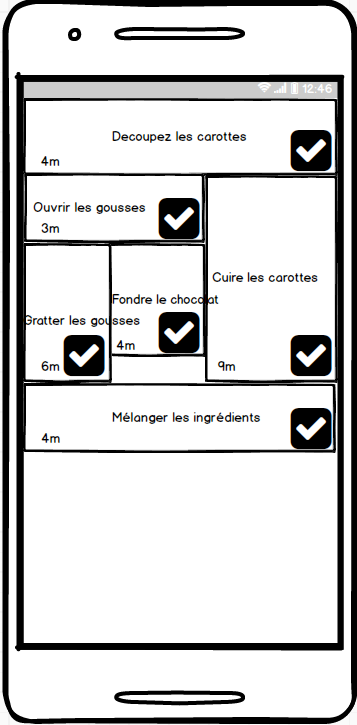 12:46
Decoupez les carottes
4m
Ouvrir les gousses
3m
Cuire les carottes
9m
Fondre le chocolat
4m
Gratter les gousses
6m
Mélanger les ingrédients
4m